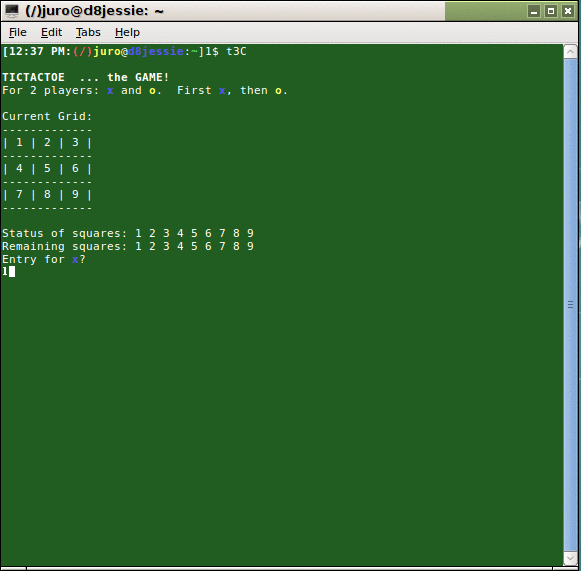 (/)juro@d8jessie: ~
File Edit Tabs Help
[12:37 PM:(/)juro@d8jessie:~]1$ t3C
TICTACTOE  ... the GAME!
For 2 players: x and o.  First x, then o.
Current Grid:
-------------
| 1 | 2 | 3 |
-------------
| 4 | 5 | 6 |
-------------
| 7 | 8 | 9 |
-------------
Status of squares: 1 2 3 4 5 6 7 8 9
Remaining squares: 1 2 3 4 5 6 7 8 9
Entry for x?
1